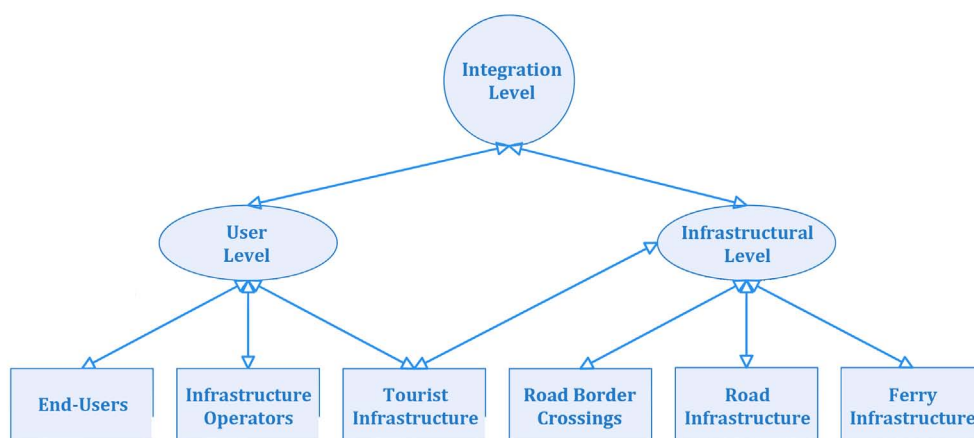 Integration
Level
User
Level
Infrastructural
Level
End-Users
Infrastructure
Operators
Tourist
Infrastructure
Road Border
Crossings
Road
Infrastructure
Ferry
Infrastructure